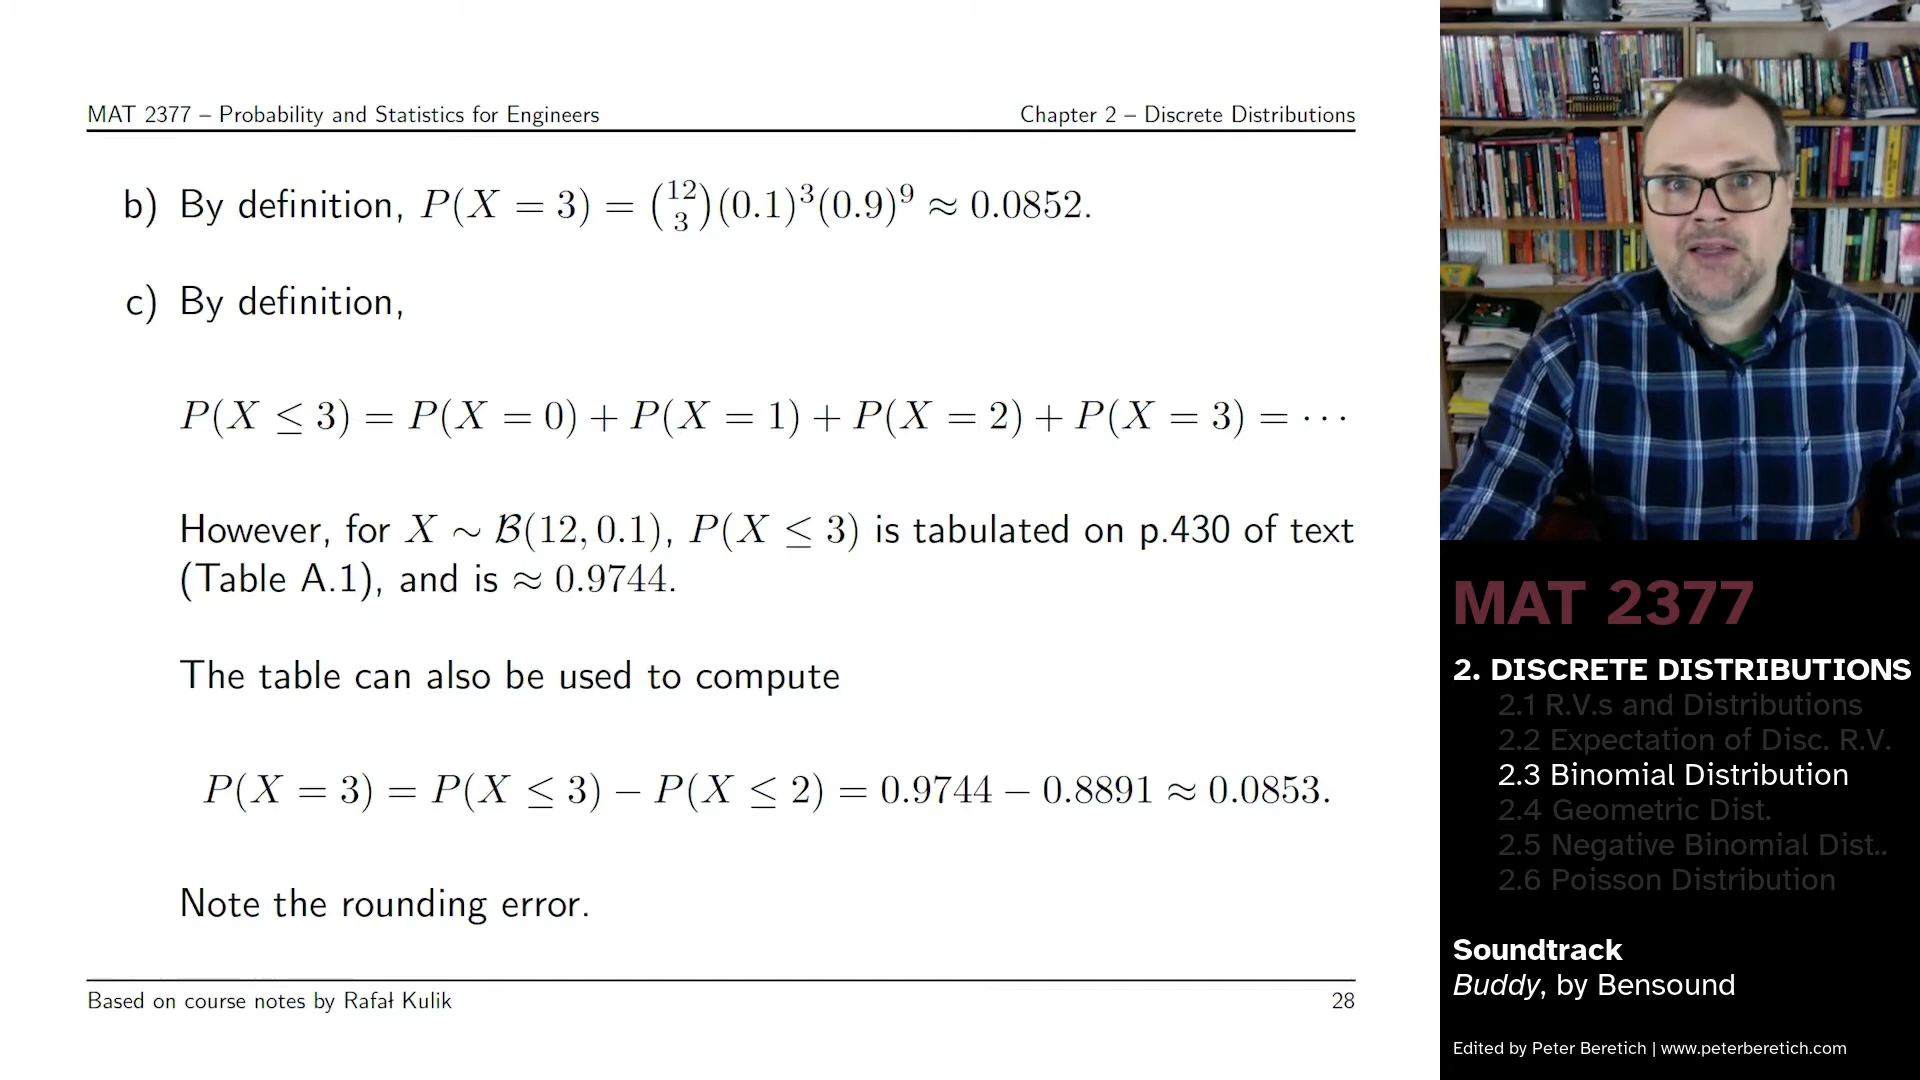 MAT 2377 – Probability and Statistics for Engineers
Chapter 2 – Discrete Distributions
b) By definition, P(X = 3) = (12 3)(0.1)³(0.9)⁹ ≈ 0.0852.
c) By definition,
P(X ≤ 3) = P(X = 0) + P(X = 1) + P(X = 2) + P(X = 3) = ⋯
However, for X ∼ ℬ(12, 0.1), P(X ≤ 3) is tabulated on p.430 of text
(Table A.1), and is ≈ 0.9744.
The table can also be used to compute
P(X = 3) = P(X ≤ 3) − P(X ≤ 2) = 0.9744 − 0.8891 ≈ 0.0853.
Note the rounding error.
Based on course notes by Rafał Kulik
28
MAT 2377
2. DISCRETE DISTRIBUTIONS
2.1 R.V.s and Distributions
2.2 Expectation of Disc. R.V.
2.3 Binomial Distribution
2.4 Geometric Dist.
2.5 Negative Binomial Dist..
2.6 Poisson Distribution
Soundtrack
Buddy, by Bensound
Edited by Peter Beretich | www.peterberetich.com